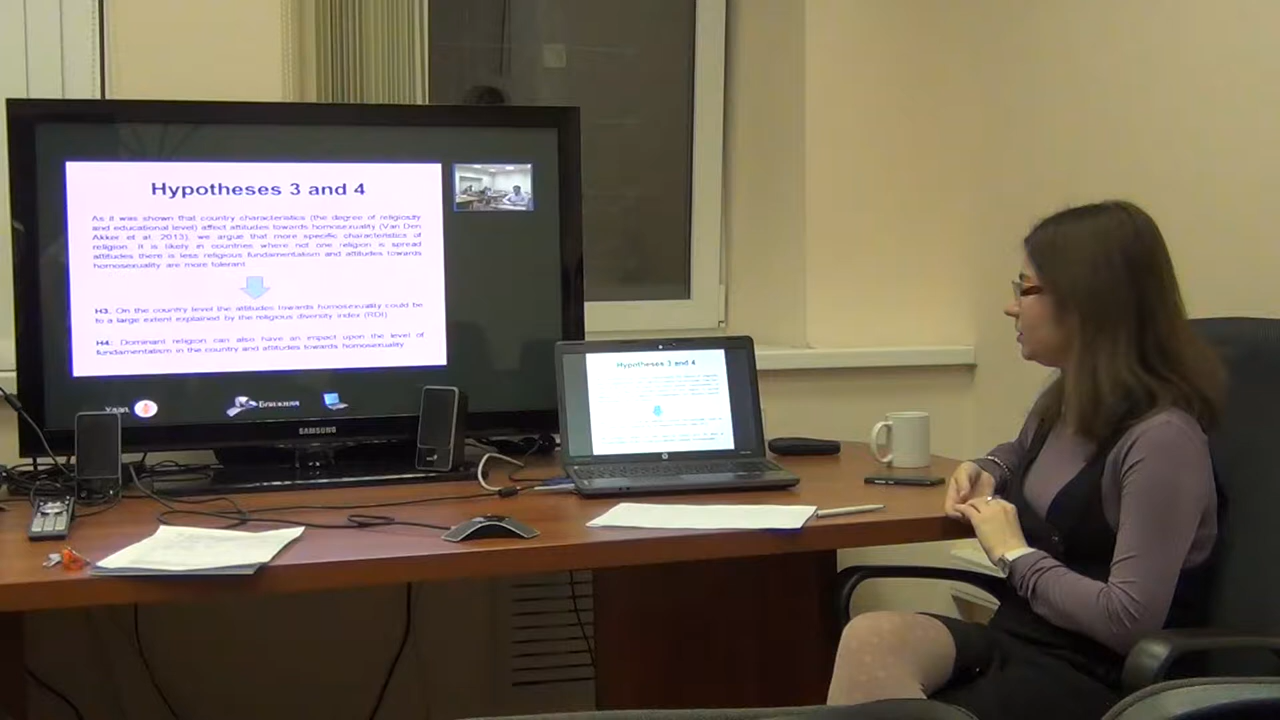 Hypotheses 3 and 4
As it was shown that country characteristics (the degree of religiosity
and educational level) affect attitudes towards homosexuality (Van Den
Akker et al. 2013), we argue that more specific characteristics of
religion. It is likely in countries where not one religion is spread
attitudes there is less religious fundamentalism and attitudes towards
homosexuality are more tolerant
H3. On the country level the attitudes towards homosexuality could be
to a large extent explained by the religious diversity index (RDI)
H4: Dominant religion can also have an impact upon the level of
fundamentalism in the country and attitudes towards homosexuality
SAMSUNG
Hypotheses 3 and 4
hp